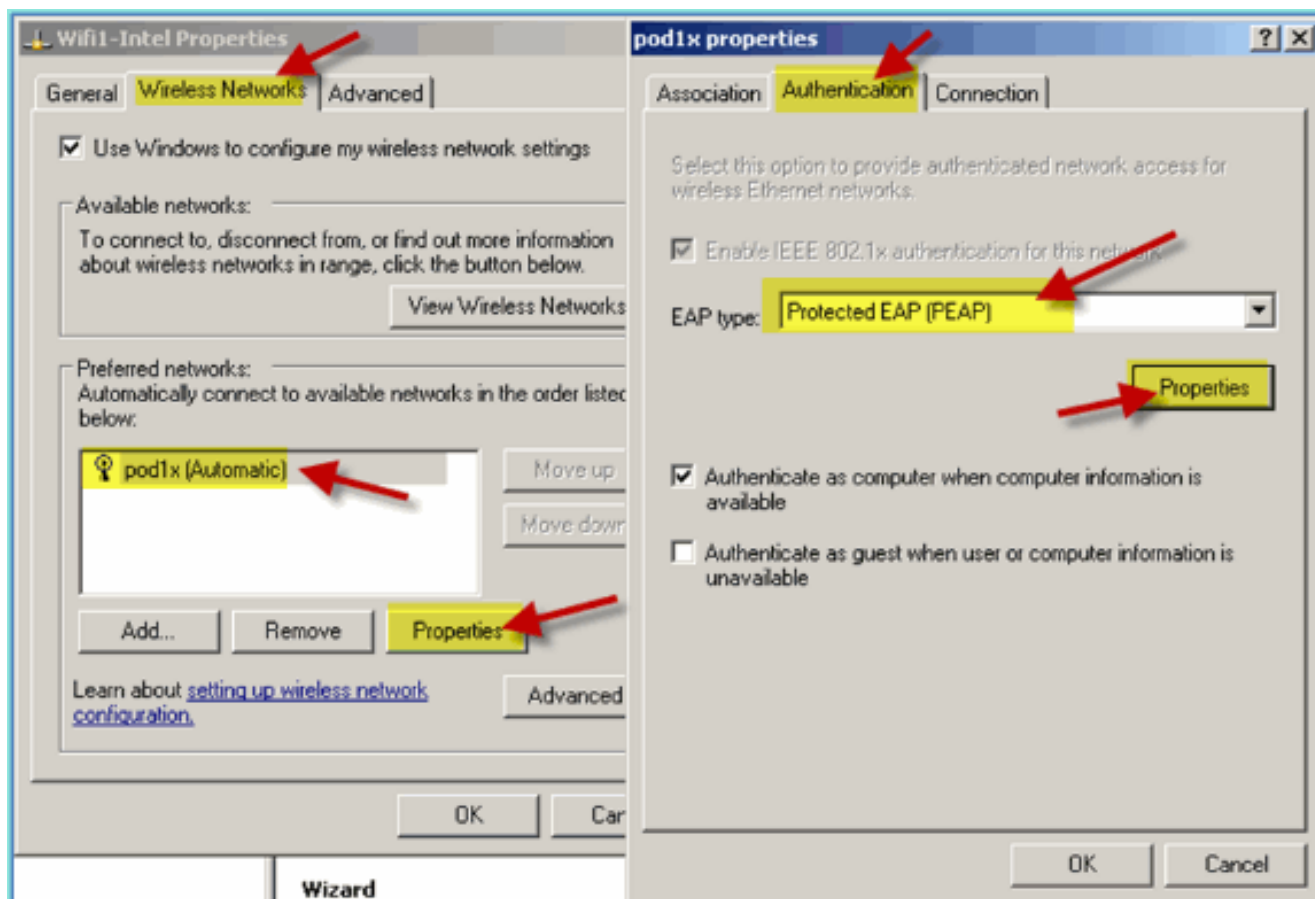 Wifi1-Intel Properties
General
Wireless Networks
Advanced
Use Windows to configure my wireless network settings
Available networks:
To connect to, disconnect from, or find out more information
about wireless networks in range, click the button below.
View Wireless Networks
Preferred networks:
Automatically connect to available networks in the order listed
below:
pod1x (Automatic)
Move up
Move down
Add...
Remove
Properties
Learn about setting up wireless network
configuration.
Advanced
OK
Car
Wizard
pod1x properties
Association
Authentication
Connection
Select this option to provide authenticated network access for
wireless Ethernet networks.
Enable IEEE 802.1x authentication for this network
EAP type:
Protected EAP (PEAP)
Properties
Authenticate as computer when computer information is
available
Authenticate as guest when user or computer information is
unavailable
OK
Cancel